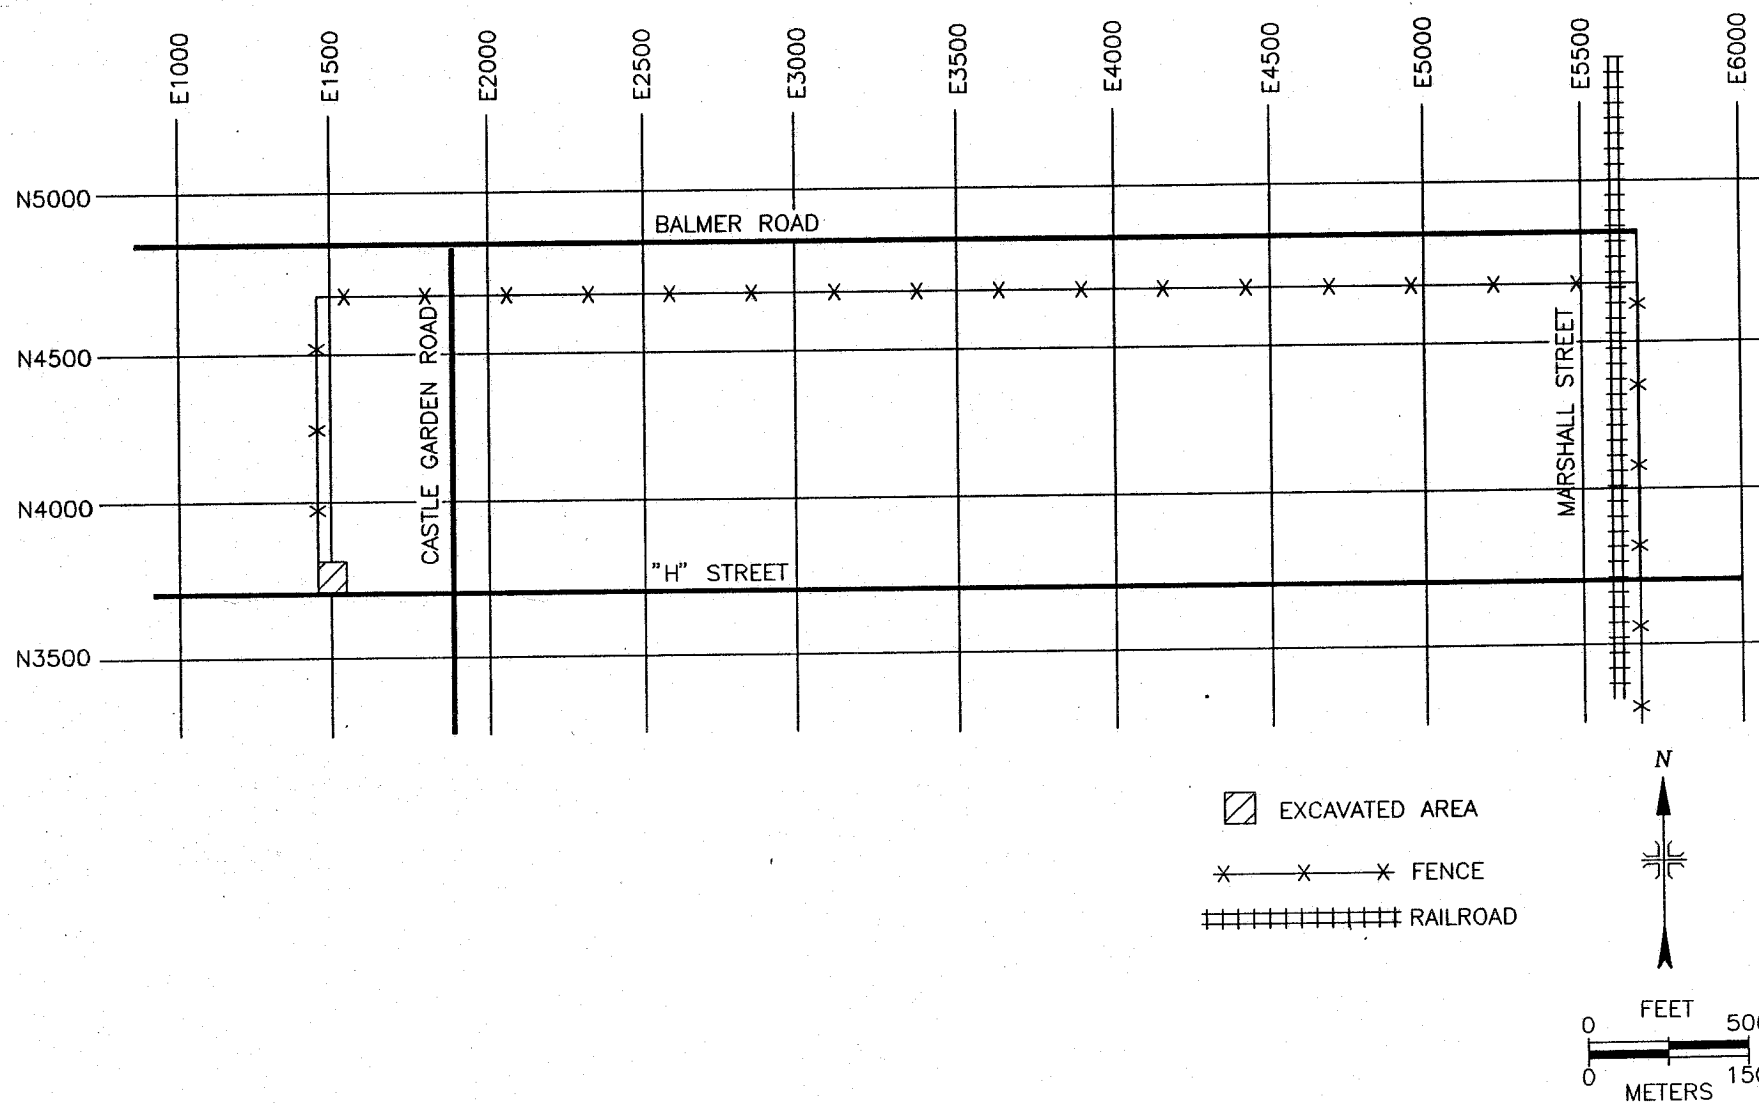 E1000
E1500
E2000
E2500
E3000
E3500
E4000
E4500
E5000
E5500
E6000
N5000
BALMER ROAD
N4500
CASTLE GARDEN ROAD
MARSHALL STREET
N4000
"H" STREET
N3500
N
EXCAVATED AREA
FENCE
RAILROAD
FEET
0
0
METERS